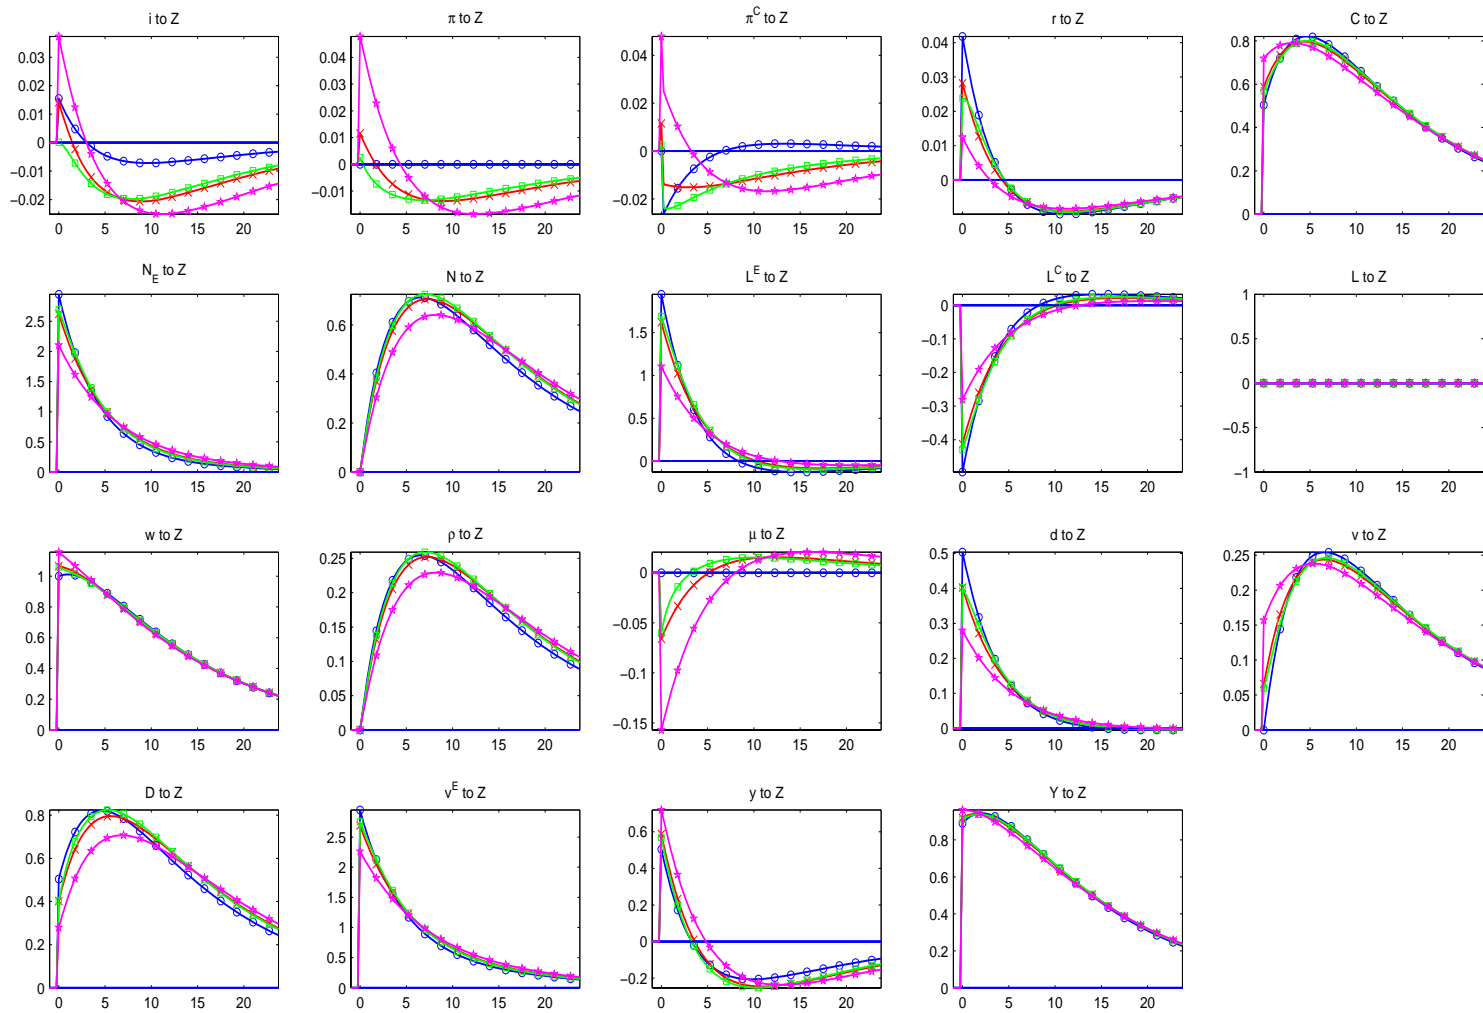 i to Z
π to Z
π^C to Z
r to Z
C to Z
0.03
0.02
0.01
0
−0.01
−0.02
0 5 10 15 20
0.04
0.03
0.02
0.01
0
−0.01
0 5 10 15 20
0.04
0.02
0
−0.02
0 5 10 15 20
0.04
0.03
0.02
0.01
0
0 5 10 15 20
0.8
0.6
0.4
0.2
0
0 5 10 15 20
N_E to Z
N to Z
L^E to Z
L^C to Z
L to Z
2.5
2
1.5
1
0.5
0
0 5 10 15 20
0.6
0.4
0.2
0
0 5 10 15 20
1.5
1
0.5
0
0 5 10 15 20
0
−0.1
−0.2
−0.3
−0.4
0 5 10 15 20
1
0.5
0
−0.5
−1
0 5 10 15 20
w to Z
ρ to Z
μ to Z
d to Z
v to Z
1
0.8
0.6
0.4
0.2
0
0 5 10 15 20
0.25
0.2
0.15
0.1
0.05
0
0 5 10 15 20
0
−0.05
−0.1
−0.15
0 5 10 15 20
0.5
0.4
0.3
0.2
0.1
0
0 5 10 15 20
0.25
0.2
0.15
0.1
0.05
0
0 5 10 15 20
D to Z
v^E to Z
y to Z
Y to Z
0.8
0.6
0.4
0.2
0
0 5 10 15 20
2.5
2
1.5
1
0.5
0
0 5 10 15 20
0.6
0.4
0.2
0
−0.2
0 5 10 15 20
0.8
0.6
0.4
0.2
0
0 5 10 15 20